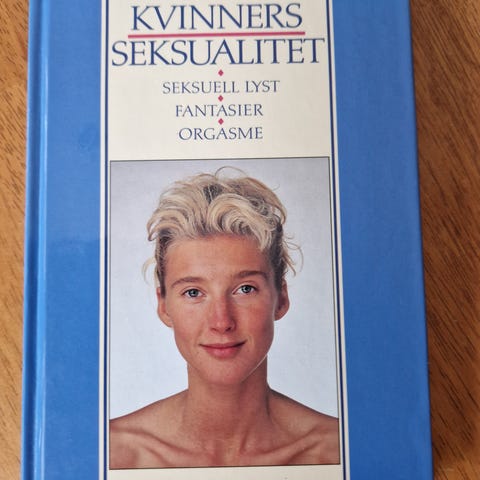 KVINNERS
SEKSUALITET
SEKSUELL LYST
FANTASIER
ORGASME